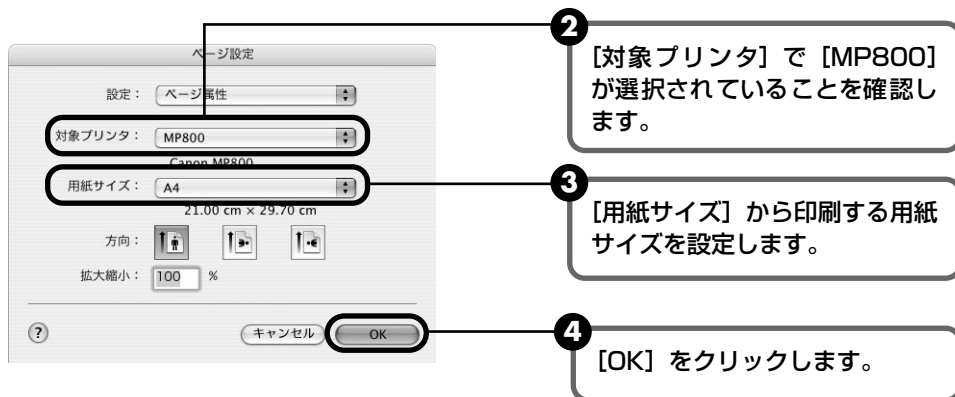 ページ設定
設定： ページ属性
対象プリンタ： MP800
Canon MP800
用紙サイズ： A4
21.00 cm × 29.70 cm
方向：
拡大縮小： 100 %
?
キャンセル OK
2
［対象プリンタ］で［MP800］
が選択されていることを確認し
ます。
3
［用紙サイズ］から印刷する用紙
サイズを設定します。
4
［OK］をクリックします。